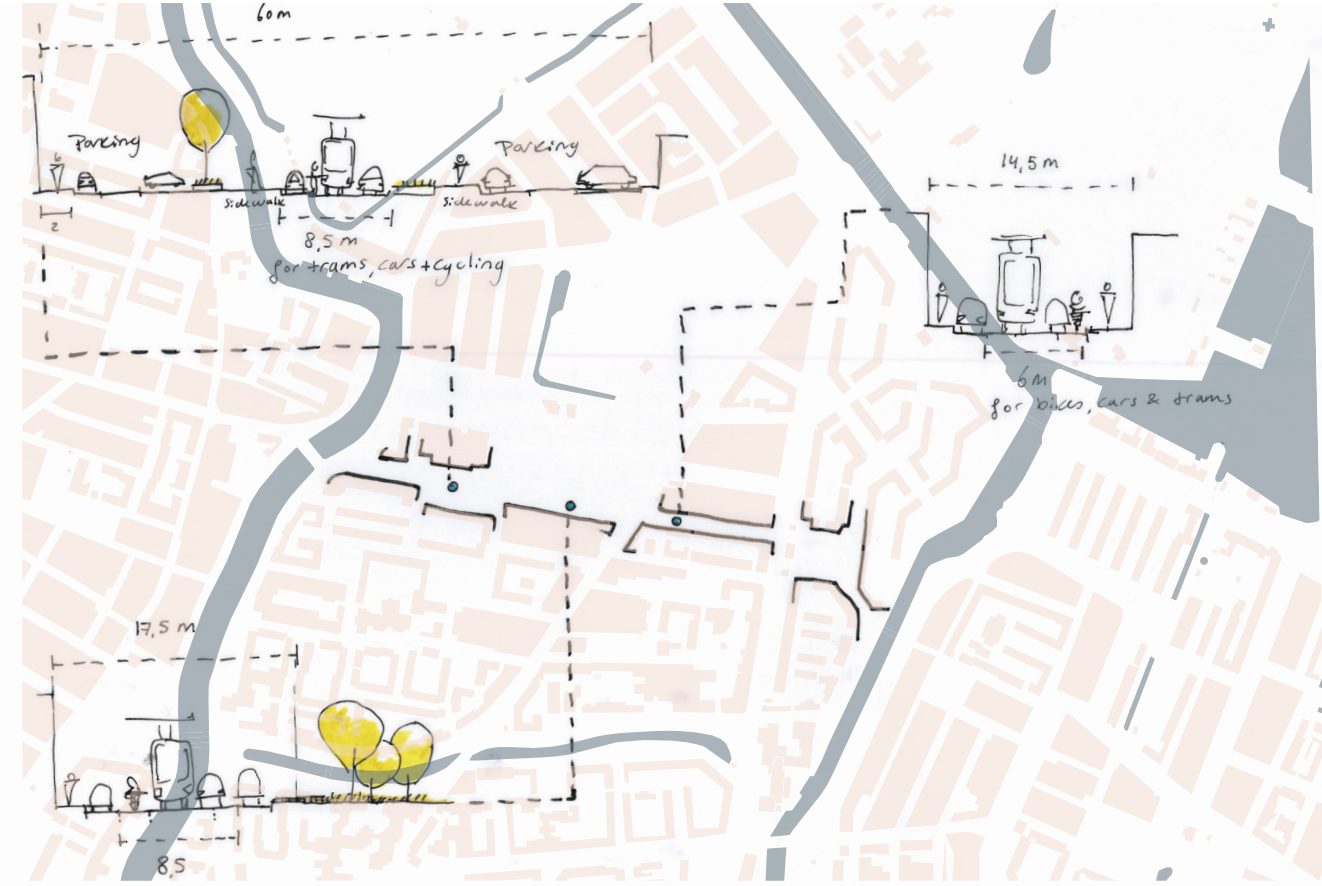 60m
Parking
Parking
sidewalk
sidewalk
2
8,5 m
for trams, cars+cycling
14,5 m
6m
for bikes, cars & trams
17,5 m
8,5